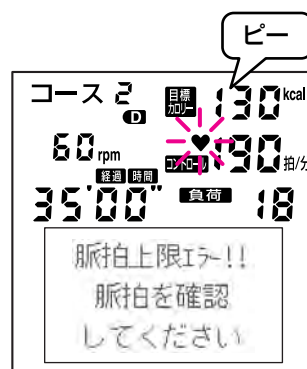 ピー
コース 2 D
目標カロリー 130 kcal
60 rpm
コントロール 130 拍/分
経過 時間
35'00"
負荷 18
脈拍上限エラー!!
脈拍を確認
してください